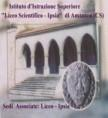 Istituto d'Istruzione Superiore
"Liceo Scientifico - Ipsia" di Amantea (CS)
Sedi Associate: Liceo - Ipsia